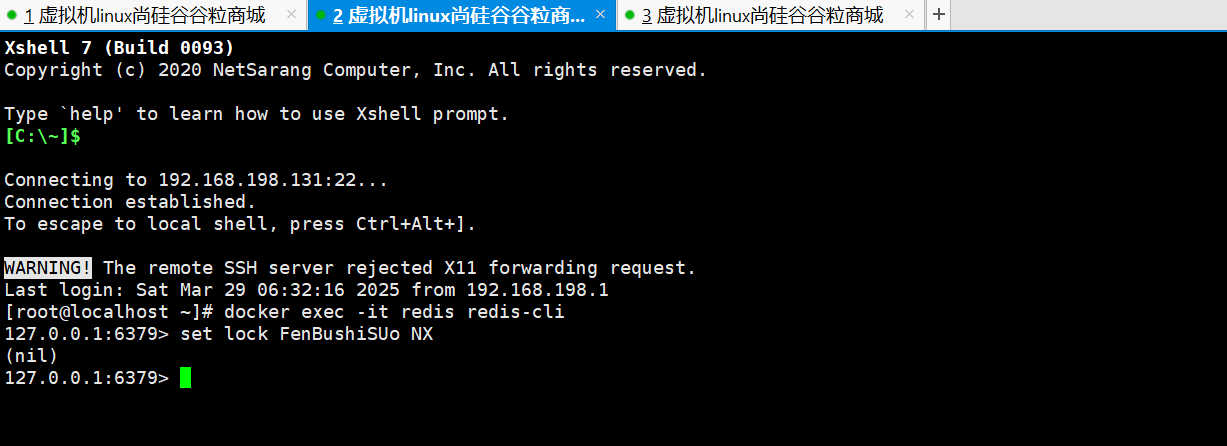 1 虚拟机linux尚硅谷谷粒商城 × 2 虚拟机linux尚硅谷谷粒商... × 3 虚拟机linux尚硅谷谷粒商城 × +
Xshell 7 (Build 0093)
Copyright (c) 2020 NetSarang Computer, Inc. All rights reserved.
Type `help' to learn how to use Xshell prompt.
[C:\~]$
Connecting to 192.168.198.131:22...
Connection established.
To escape to local shell, press Ctrl+Alt+].
WARNING! The remote SSH server rejected X11 forwarding request.
Last login: Sat Mar 29 06:32:16 2025 from 192.168.198.1
[root@localhost ~]# docker exec -it redis redis-cli
127.0.0.1:6379> set lock FenBushiSUo NX
(nil)
127.0.0.1:6379>